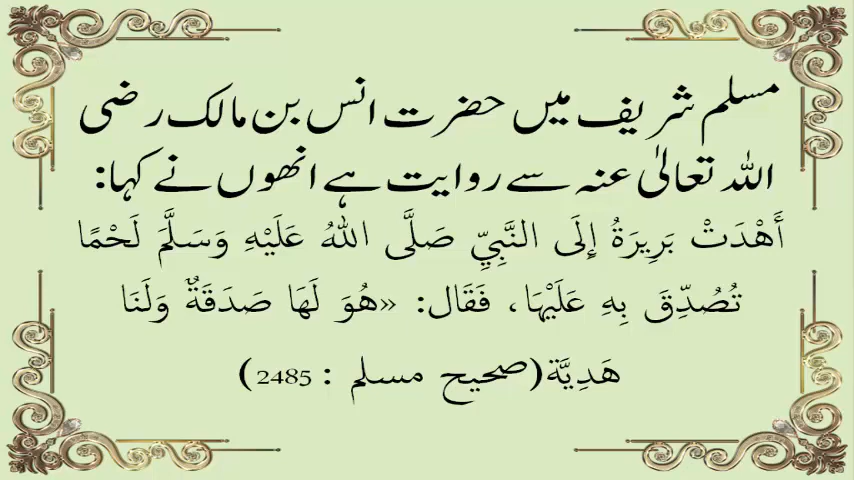 مسلم شریف میں حضرت انس بن مالک رضی
اللہ تعالیٰ عنہ سے روایت ہے انھوں نے کہا:
أَهْدَتْ بَرِيرَةُ إِلَى النَّبِيِّ صَلَّى اللهُ عَلَيْهِ وَسَلَّمَ لَحْمًا
تُصُدِّقَ بِهِ عَلَيْهَا، فَقَال: «هُوَ لَهَا صَدَقَةٌ وَلَنَا
هَدِيَّة(صحیح مسلم : 2485)